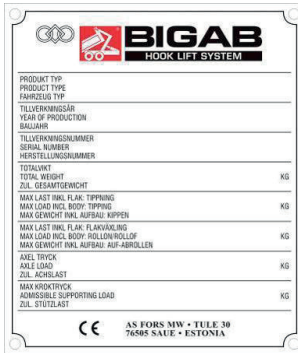 BIGAB
HOOK LIFT SYSTEM
PRODUKT TYP
PRODUCT TYPE
FAHRZEUG TYP
TILLVERKNINGSÅR
YEAR OF PRODUCTION
BAUJAHR
TILLVERKNINGSNUMMER
SERIAL NUMBER
HERSTELLUNGSNUMMER
TOTALVIKT
TOTAL WEIGHT KG
ZUL. GESAMTGEWICHT
MAX LAST INKL FLAK: TIPPNING
MAX LOAD INCL BODY: TIPPING KG
MAX GEWICHT INKL AUFBAU: KIPPEN
MAX LAST INKL FLAK: FLAKVÄXLING
MAX LOAD INCL BODY: ROLLON/ROLLOF KG
MAX GEWICHT INKL AUFBAU: AUF-ABROLLEN
AXEL TRYCK
AXLE LOAD KG
ZUL. ACHSLAST
MAX KROKTRYCK
ADMISSIBLE SUPPORTING LOAD KG
ZUL. STÜTZLAST
CE AS FORS MW • TULE 30
76505 SAUE • ESTONIA